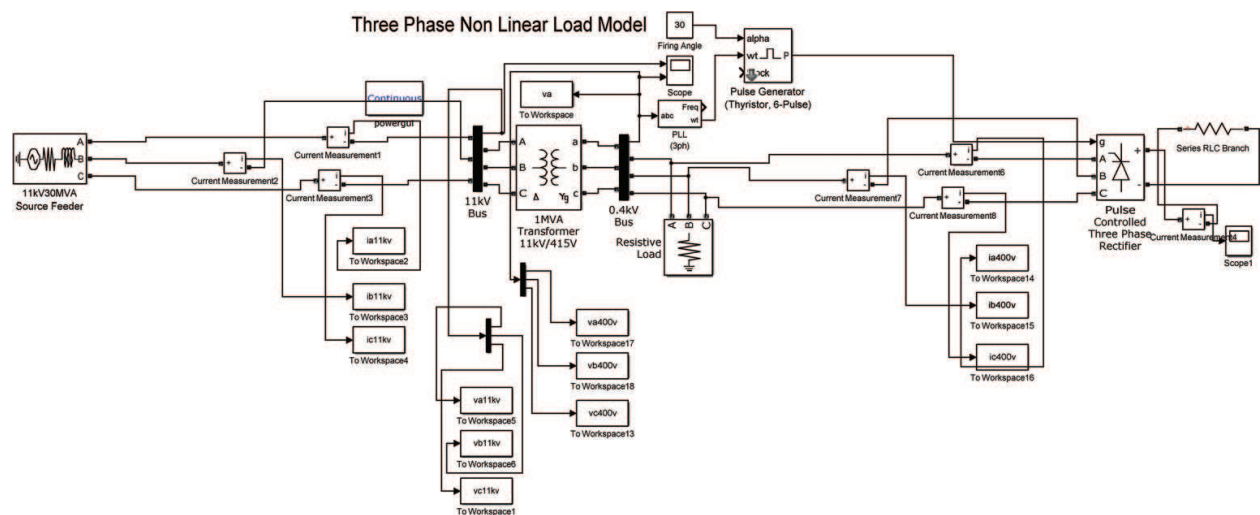 Three Phase Non Linear Load Model
30
Firing Angle
alpha
wt
P
ck
Pulse Generator
(Thyristor, 6-Pulse)
Scope
va
To Workspace
Freq
abc
wt
PLL
(3ph)
Continuous
powergui
A
B
C
11kV30MVA
Source Feeder
+ i
-
Current Measurement1
+ i
-
Current Measurement2
+ i
-
Current Measurement3
11kV
Bus
A
B
C
a
b
c
Δ
Yg
1MVA
Transformer
11kV/415V
0.4kV
Bus
A
B
C
Resistive
Load
+ i
-
Current Measurement6
+ i
-
Current Measurement7
+ i
-
Current Measurement8
g
A
B
C
+
-
Pulse
Controlled
Three Phase
Rectifier
Series RLC Branch
+ i
-
Current Measurement4
Scope1
ia11kv
To Workspace2
ib11kv
To Workspace3
ic11kv
To Workspace4
va400v
To Workspace17
vb400v
To Workspace18
vc400v
To Workspace13
va11kv
To Workspace5
vb11kv
To Workspace6
vc11kv
To Workspace1
ia400v
To Workspace14
ib400v
To Workspace15
ic400v
To Workspace16